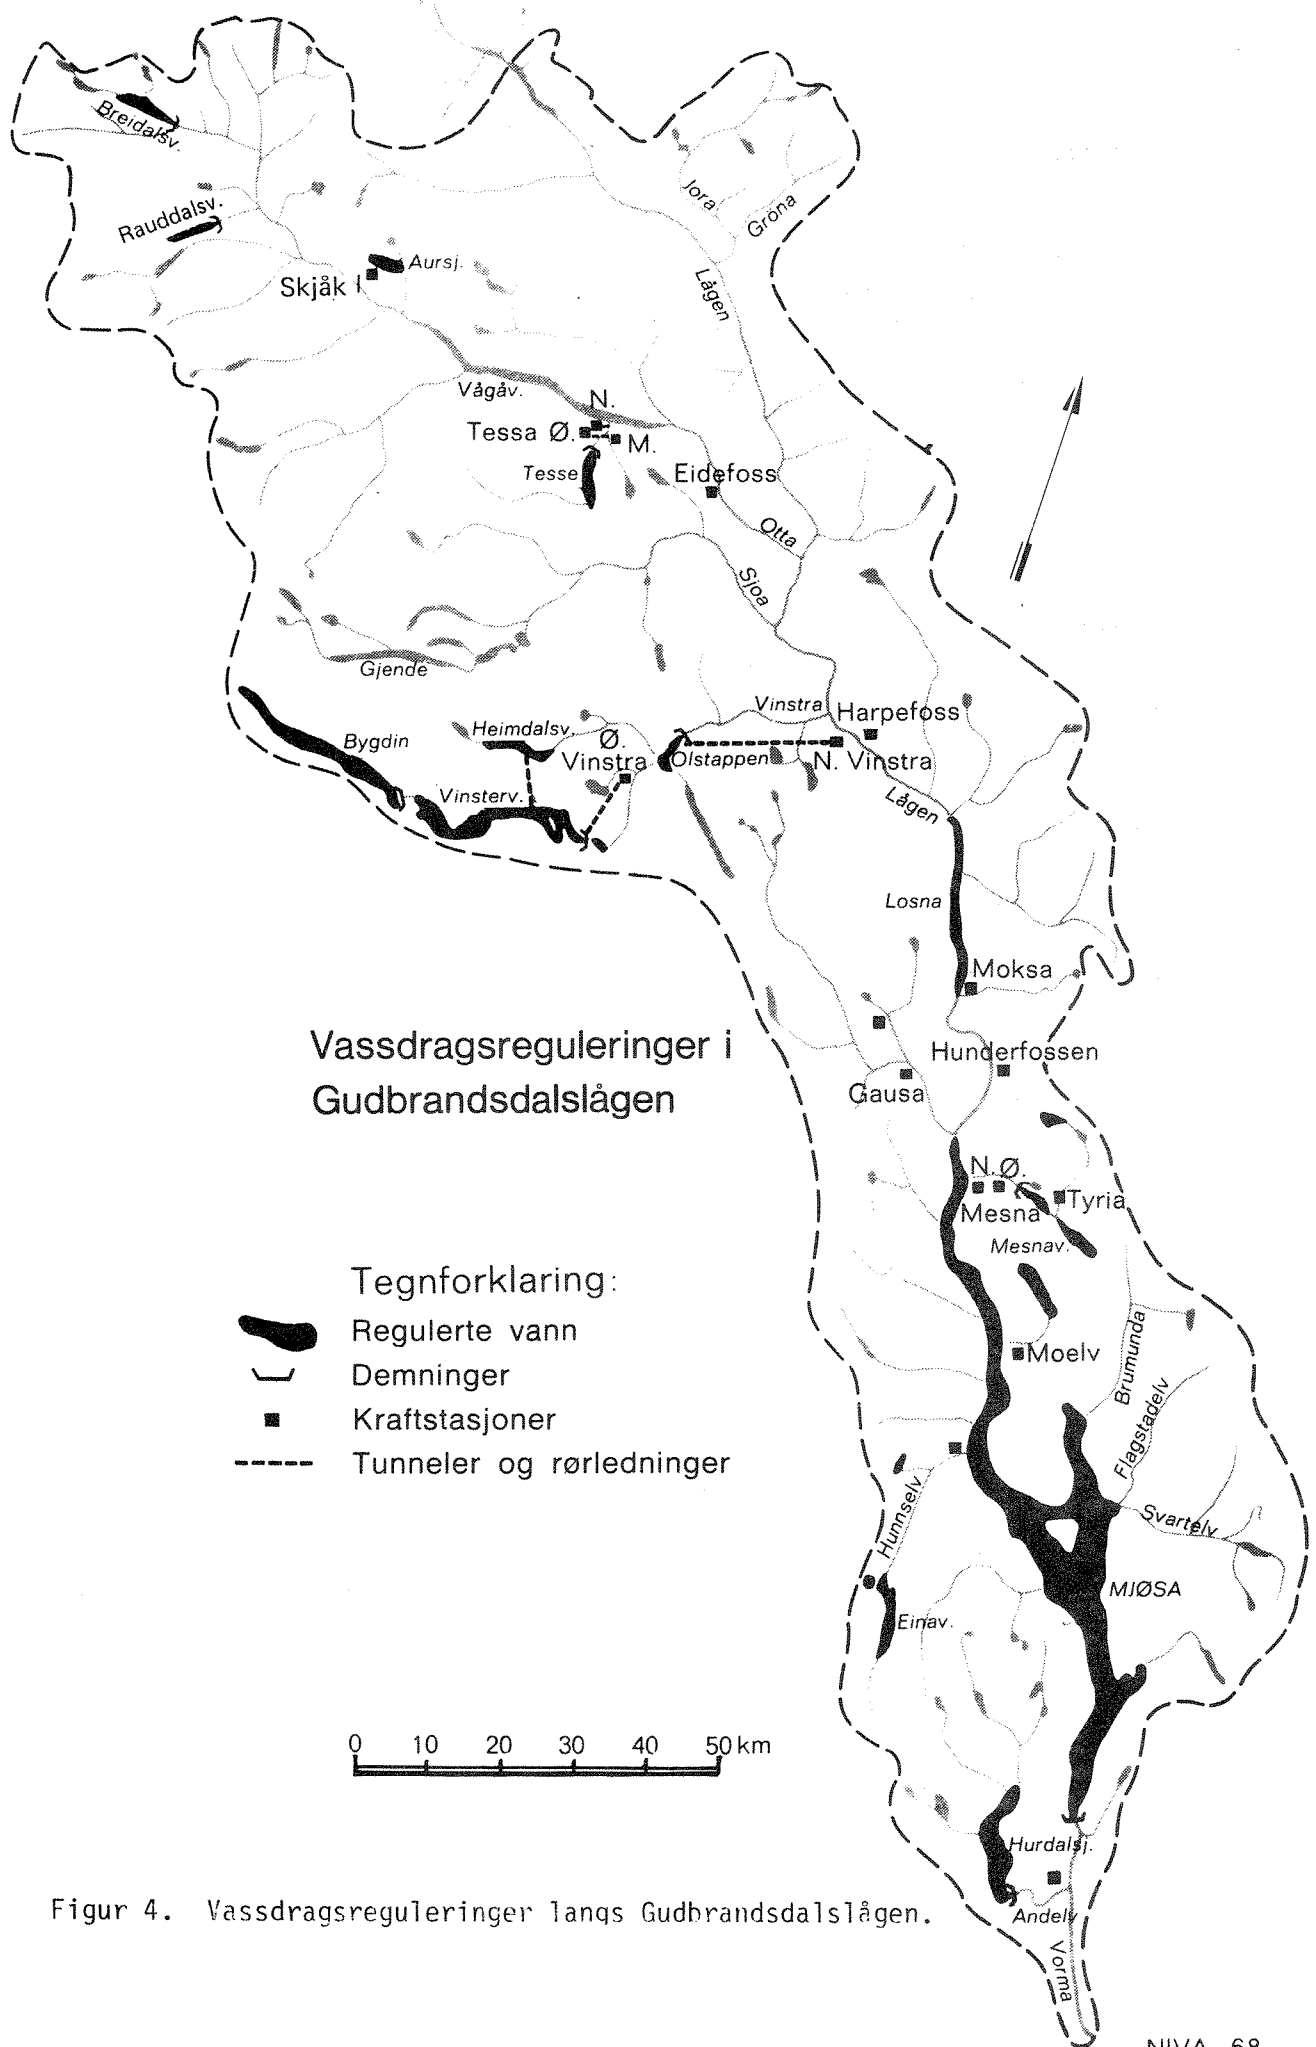 Breidalsv.
Rauddalsv.
Jora
Gröna
Aursj.
Skjåk I
Lågen
Vågåv.
N.
Tessa Ø.
M.
Tesse
Eidefoss
Otta
Sjoa
Gjende
Vinstra
Harpefoss
Bygdin
Heimdalsv.
Ø.
Vinstra
Olstappen
N. Vinstra
Vinsterv.
Lågen
Losna
Moksa
Vassdragsreguleringer i
Gudbrandsdalslågen
Hunderfossen
Gausa
N. Ø.
Mesna
Tyria
Mesnav.
Tegnforklaring:
Regulerte vann
Demninger
Kraftstasjoner
Tunneler og rørledninger
Moelv
Brumunda
Flagstadelv
Hunnselv
Svartelv
MJØSA
Einav.
0 10 20 30 40 50 km
Hurdalsj.
Andelv
Vorma
Figur 4. Vassdragsreguleringer langs Gudbrandsdalslågen.
NIVA 68